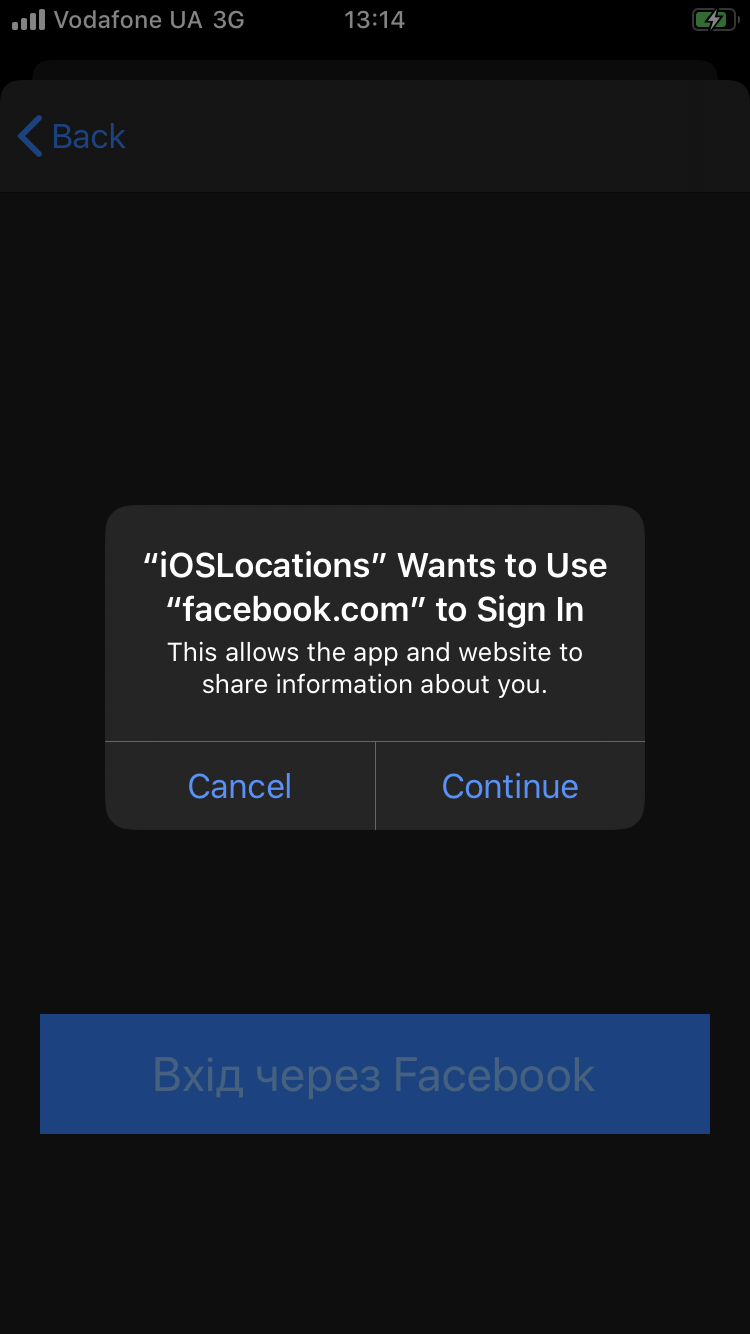 Vodafone UA 3G 13:14
Back
“iOSLocations” Wants to Use
“facebook.com” to Sign In
This allows the app and website to
share information about you.
Cancel Continue
Вхід через Facebook